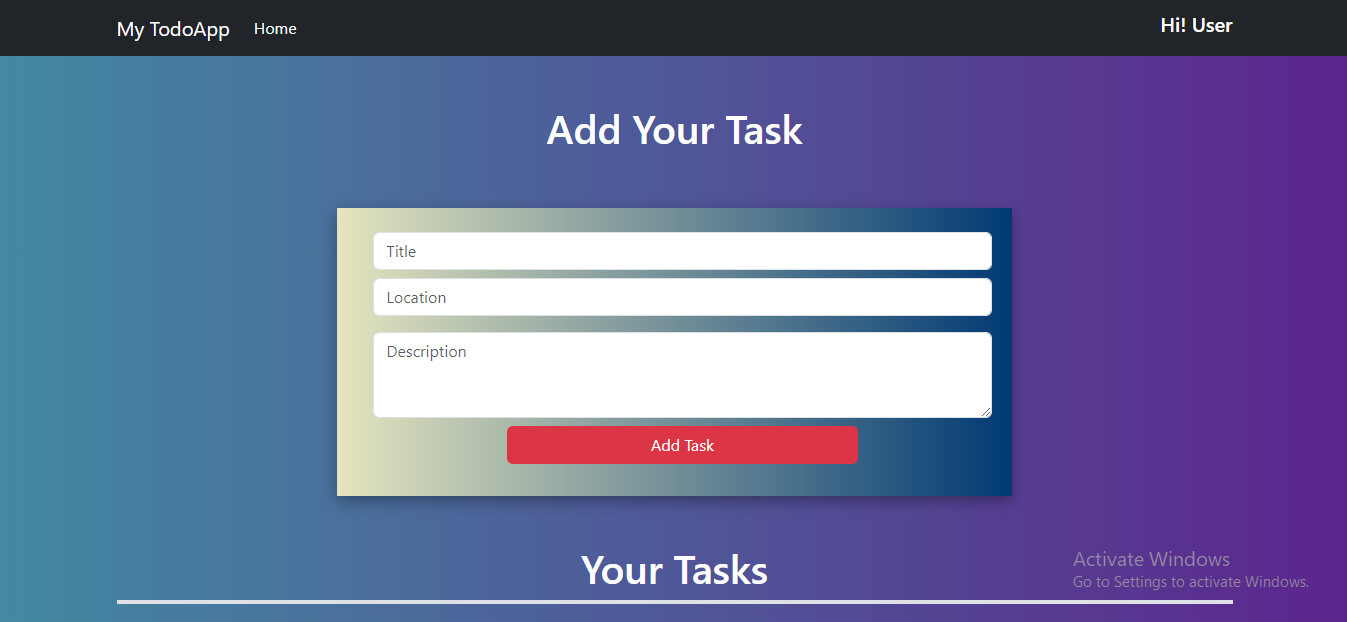 My TodoApp Home Hi! User
Add Your Task
Title
Location
Description
Add Task
Your Tasks
Activate Windows
Go to Settings to activate Windows.